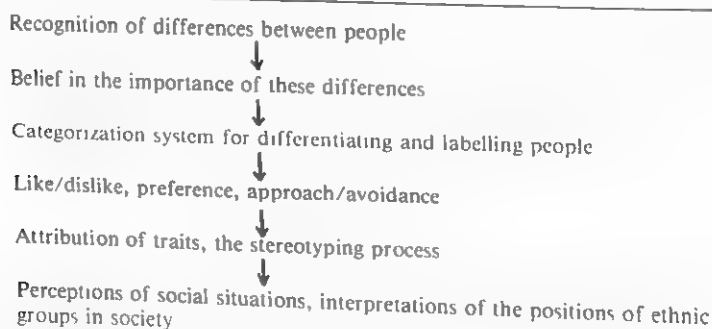 Recognition of differences between people
Belief in the importance of these differences
Categorization system for differentiating and labelling people
Like/dislike, preference, approach/avoidance
Attribution of traits, the stereotyping process
Perceptions of social situations, interpretations of the positions of ethnic
groups in society